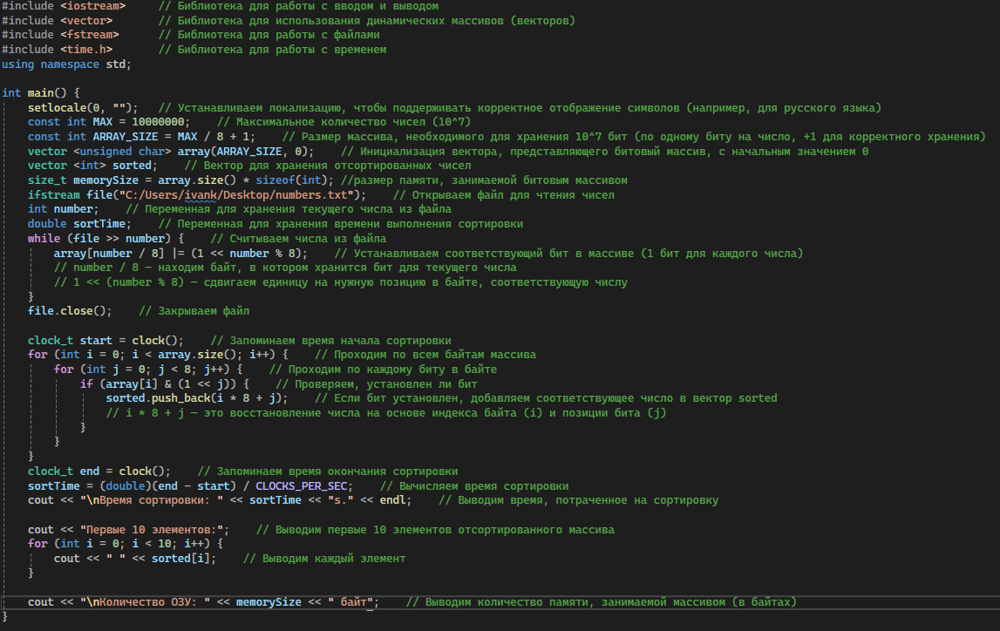 #include <iostream>     // Библиотека для работы с вводом и выводом
#include <vector>       // Библиотека для использования динамических массивов (векторов)
#include <fstream>      // Библиотека для работы с файлами
#include <time.h>       // Библиотека для работы с временем
using namespace std;

int main() {
    setlocale(0, "");   // Устанавливаем локализацию, чтобы поддерживать корректное отображение символов (например, для русского языка)
    const int MAX = 10000000;    // Максимальное количество чисел (10^7)
    const int ARRAY_SIZE = MAX / 8 + 1;    // Размер массива, необходимого для хранения 10^7 бит (по одному биту на число, +1 для корректного хранения)
    vector <unsigned char> array(ARRAY_SIZE, 0);    // Инициализация вектора, представляющего битовый массив, с начальным значением 0
    vector <int> sorted;    // Вектор для хранения отсортированных чисел
    size_t memorySize = array.size() * sizeof(int); //размер памяти, занимаемой битовым массивом
    ifstream file("C:/Users/ivank/Desktop/numbers.txt");    // Открываем файл для чтения чисел
    int number;    // Переменная для хранения текущего числа из файла
    double sortTime;    // Переменная для хранения времени выполнения сортировки
    while (file >> number) {    // Считываем числа из файла
        array[number / 8] |= (1 << number % 8);    // Устанавливаем соответствующий бит в массиве (1 бит для каждого числа)
        // number / 8 — находим байт, в котором хранится бит для текущего числа
        // 1 << (number % 8) — сдвигаем единицу на нужную позицию в байте, соответствующую числу
    }
    file.close();    // Закрываем файл

    clock_t start = clock();    // Запоминаем время начала сортировки
    for (int i = 0; i < array.size(); i++) {    // Проходим по всем байтам массива
        for (int j = 0; j < 8; j++) {    // Проходим по каждому биту в байте
            if (array[i] & (1 << j)) {    // Проверяем, установлен ли бит
                sorted.push_back(i * 8 + j);    // Если бит установлен, добавляем соответствующее число в вектор sorted
                // i * 8 + j — это восстановление числа на основе индекса байта (i) и позиции бита (j)
            }
        }
    }
    clock_t end = clock();    // Запоминаем время окончания сортировки
    sortTime = (double)(end - start) / CLOCKS_PER_SEC;    // Вычисляем время сортировки
    cout << "\nВремя сортировки: " << sortTime << "s." << endl;    // Выводим время, потраченное на сортировку

    cout << "Первые 10 элементов:";    // Выводим первые 10 элементов отсортированного массива
    for (int i = 0; i < 10; i++) {
        cout << " " << sorted[i];    // Выводим каждый элемент
    }

    cout << "\nКоличество ОЗУ: " << memorySize << " байт";    // Выводим количество памяти, занимаемой массивом (в байтах)
}